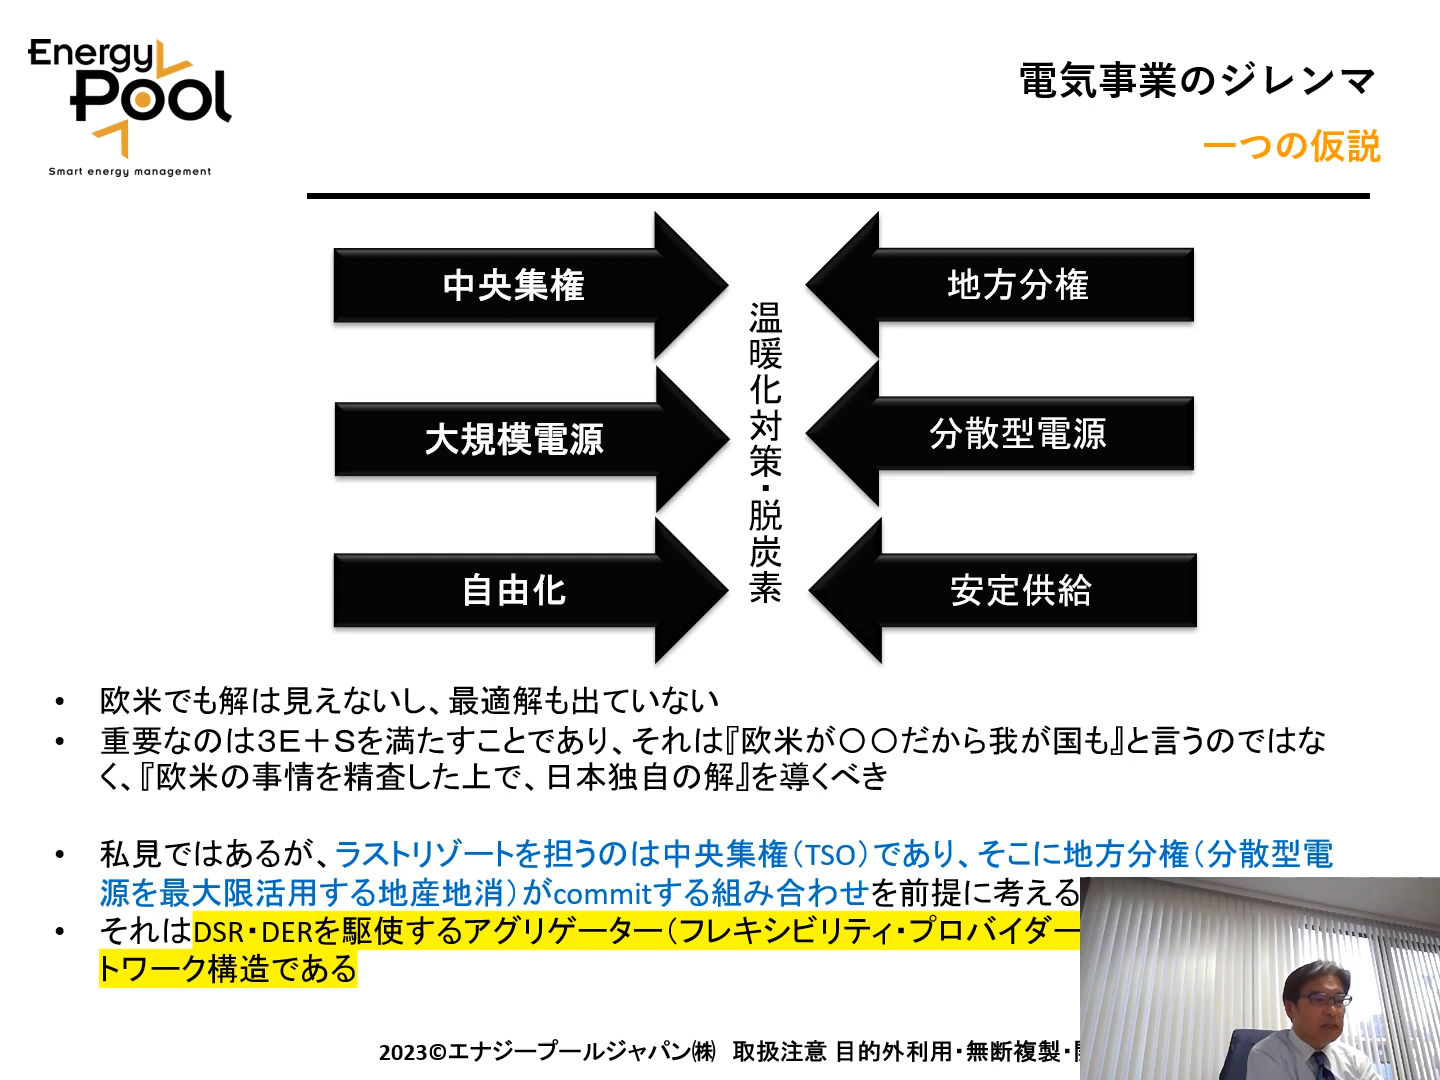 Energy
Pool
Smart energy management
電気事業のジレンマ
一つの仮説
中央集権
地方分権
大規模電源
分散型電源
自由化
安定供給
温暖化対策・脱炭素
• 欧米でも解は見えないし、最適解も出ていない
• 重要なのは３Ｅ＋Ｓを満たすことであり、それは『欧米が〇〇だから我が国も』と言うのではな
く、『欧米の事情を精査した上で、日本独自の解』を導くべき
• 私見ではあるが、ラストリゾートを担うのは中央集権（TSO）であり、そこに地方分権（分散型電
源を最大限活用する地産地消）がcommitする組み合わせを前提に考える
• それはDSR・DERを駆使するアグリゲーター（フレキシビリティ・プロバイダー
トワーク構造である
2023©エナジープールジャパン㈱　取扱注意 目的外利用・無断複製・